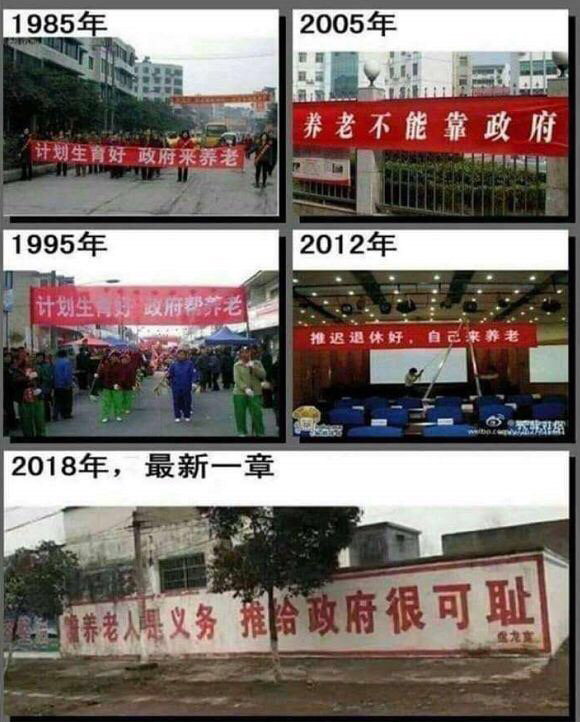 1985年
计划生育好 政府来养老
2005年
养老不能靠政府
1995年
计划生育好 政府帮养老
2012年
推迟退休好，自己来养老
weibo.com/
2018年，最新一章
养老人是义务 推给政府很可耻